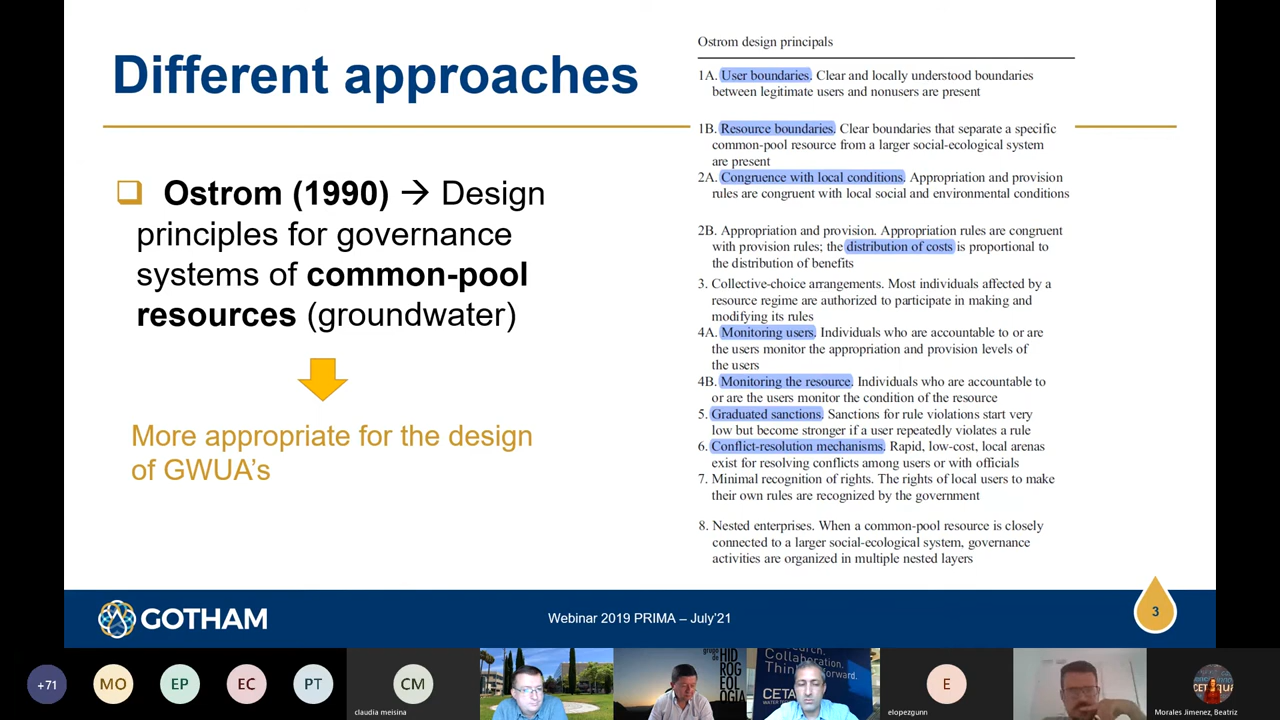 Different approaches
Ostrom (1990) → Design
principles for governance
systems of common-pool
resources (groundwater)
More appropriate for the design
of GWUA's
Ostrom design principals
1A. User boundaries. Clear and locally understood boundaries
between legitimate users and nonusers are present
1B. Resource boundaries. Clear boundaries that separate a specific
common-pool resource from a larger social-ecological system
are present
2A. Congruence with local conditions. Appropriation and provision
rules are congruent with local social and environmental conditions
2B. Appropriation and provision. Appropriation rules are congruent
with provision rules; the distribution of costs is proportional to
the distribution of benefits
3. Collective-choice arrangements. Most individuals affected by a
resource regime are authorized to participate in making and
modifying its rules
4A. Monitoring users. Individuals who are accountable to or are
the users monitor the appropriation and provision levels of
the users
4B. Monitoring the resource. Individuals who are accountable to
or are the users monitor the condition of the resource
5. Graduated sanctions. Sanctions for rule violations start very
low but become stronger if a user repeatedly violates a rule
6. Conflict-resolution mechanisms. Rapid, low-cost, local arenas
exist for resolving conflicts among users or with officials
7. Minimal recognition of rights. The rights of local users to make
their own rules are recognized by the government
8. Nested enterprises. When a common-pool resource is closely
connected to a larger social-ecological system, governance
activities are organized in multiple nested layers
GOTHAM
Webinar 2019 PRIMA – July'21
3
+71
MO
EP
EC
PT
CM
claudia meisina
grupo de
HID
ROG
EOL
OGIA
Collaboration,
CETA
E
elopezgunn
Morales Jimenez, Beatriz